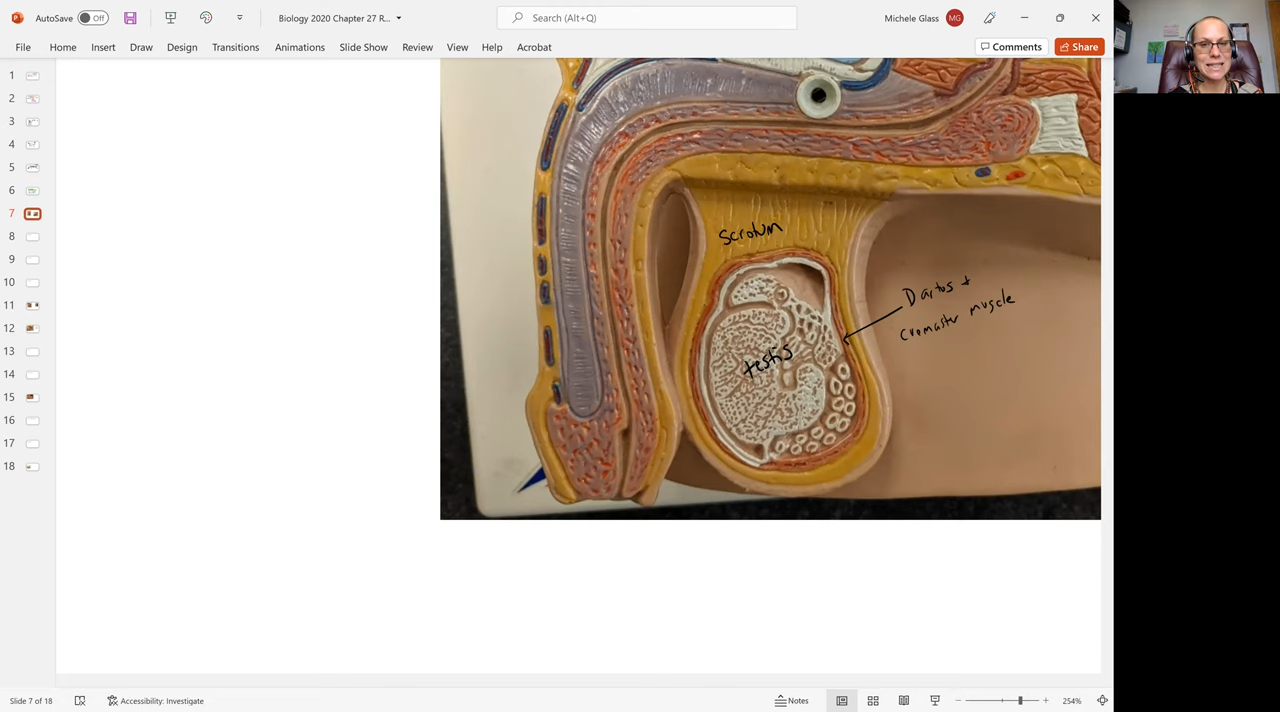 AutoSave Off
Biology 2020 Chapter 27 R...
Search (Alt+Q)
Michele Glass MG
File Home Insert Draw Design Transitions Animations Slide Show Review View Help Acrobat
Comments Share
1
2
3
4
5
6
7
8
9
10
11
12
13
14
15
16
17
18
scrotum
Dartos +
cremaster muscle
testis
Slide 7 of 18 Accessibility: Investigate Notes 254%